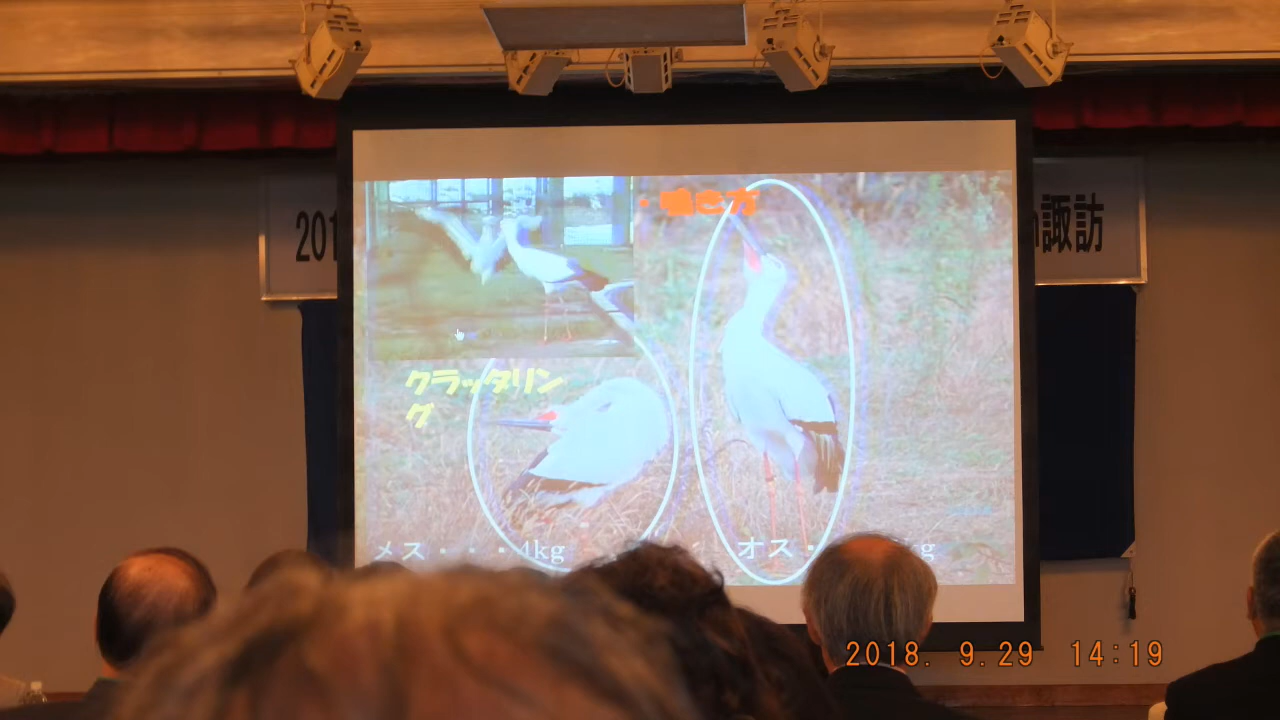 201
諏訪
・鳴き方
クラッタリン
グ
メス・・・4kg
オス・
g
2018. 9.29 14:19